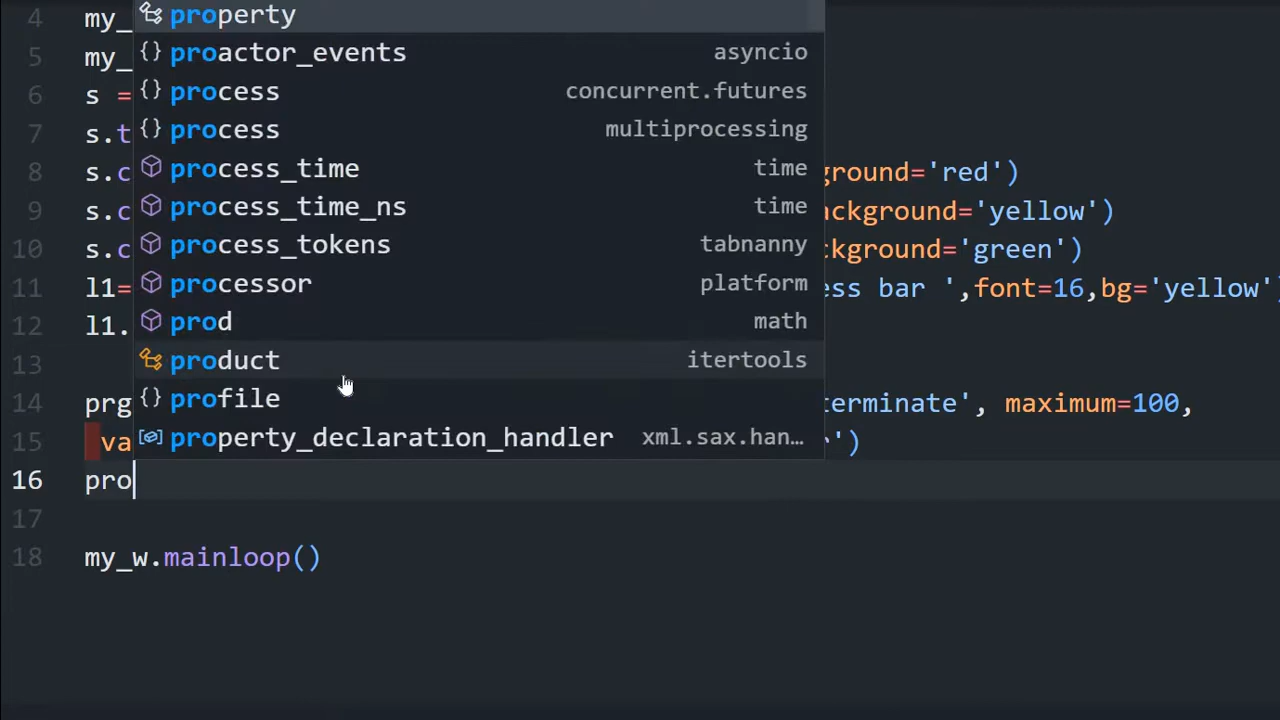 4 my_
property
5 my_
proactor_events asyncio
6 s =
process concurrent.futures
7 s.t
process multiprocessing
8 s.c
process_time time
ground='red')
9 s.c
process_time_ns time
ackground='yellow')
10 s.c
process_tokens tabnanny
ckground='green')
11 l1=
processor platform
ess bar ',font=16,bg='yellow'
12 l1.
prod math
13
product itertools
14 prg
profile
terminate', maximum=100,
15 va
property_declaration_handler xml.sax.han…
r')
16 pro
17
18 my_w.mainloop()